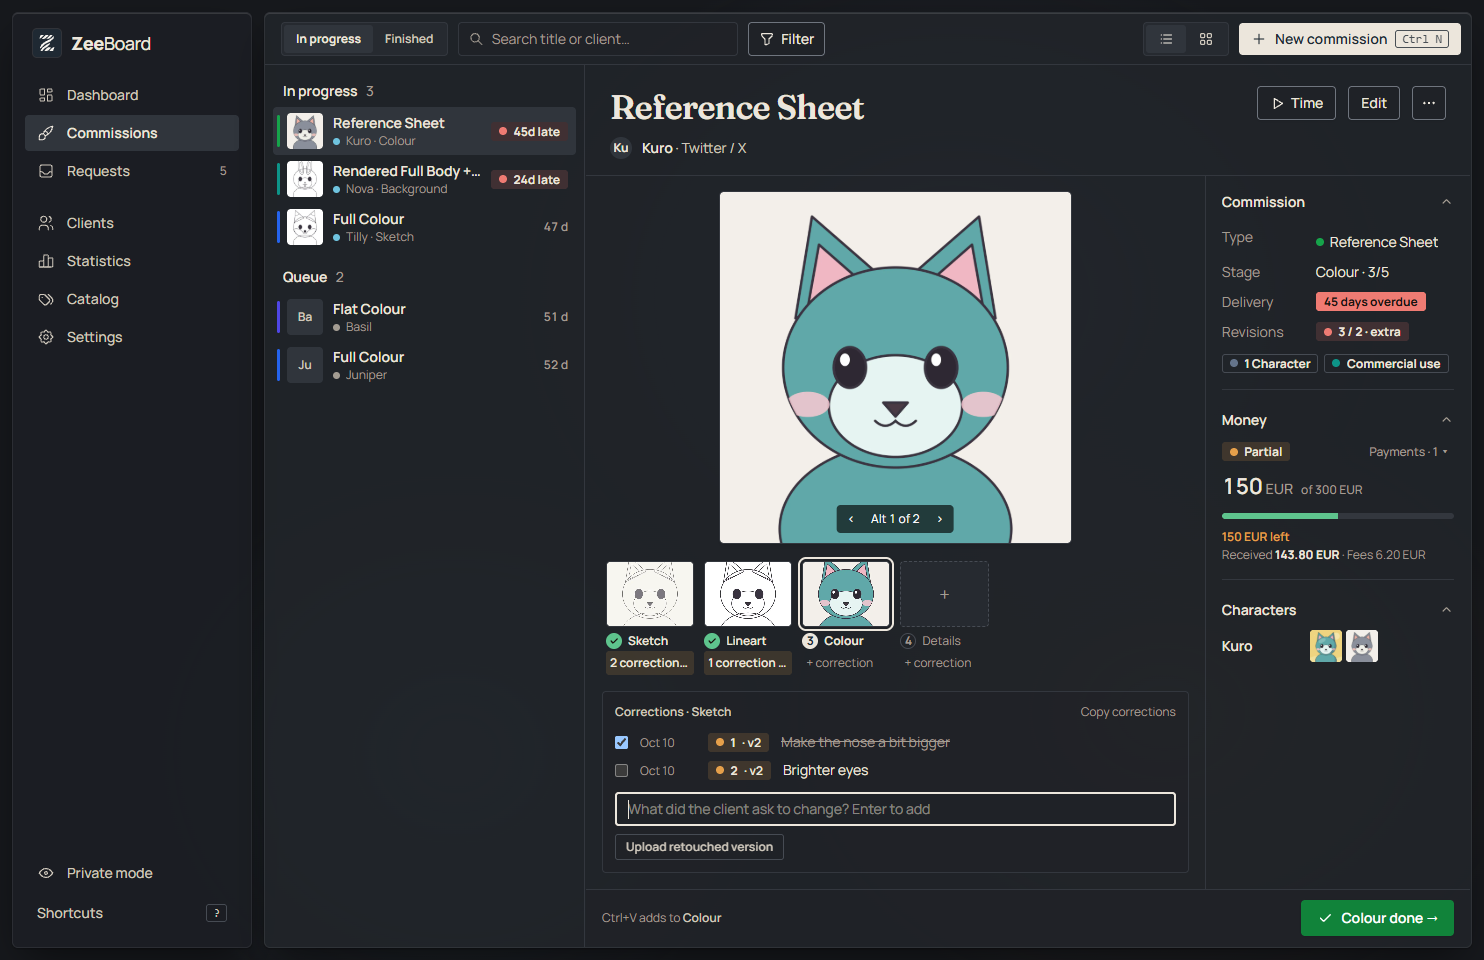 ZeeBoard
Dashboard
Commissions
Requests 5
Clients
Statistics
Catalog
Settings
Private mode
Shortcuts ?
In progress Finished
Search title or client...
Filter
New commission Ctrl N
In progress 3
Reference Sheet
Kuro · Colour
45d late
Rendered Full Body +...
Nova · Background
24d late
Full Colour
Tilly · Sketch
47 d
Queue 2
Ba
Flat Colour
Basil
51 d
Ju
Full Colour
Juniper
52 d
Reference Sheet
Time Edit ...
Ku Kuro · Twitter / X
Alt 1 of 2
Sketch
2 correction...
Lineart
1 correction ...
3 Colour
+ correction
4 Details
+ correction
Corrections · Sketch Copy corrections
Oct 10 1 · v2 Make the nose a bit bigger
Oct 10 2 · v2 Brighter eyes
What did the client ask to change? Enter to add
Upload retouched version
Ctrl+V adds to Colour
Colour done →
Commission
Type Reference Sheet
Stage Colour · 3/5
Delivery 45 days overdue
Revisions 3 / 2 · extra
1 Character Commercial use
Money
Partial Payments · 1
150 EUR of 300 EUR
150 EUR left
Received 143.80 EUR · Fees 6.20 EUR
Characters
Kuro